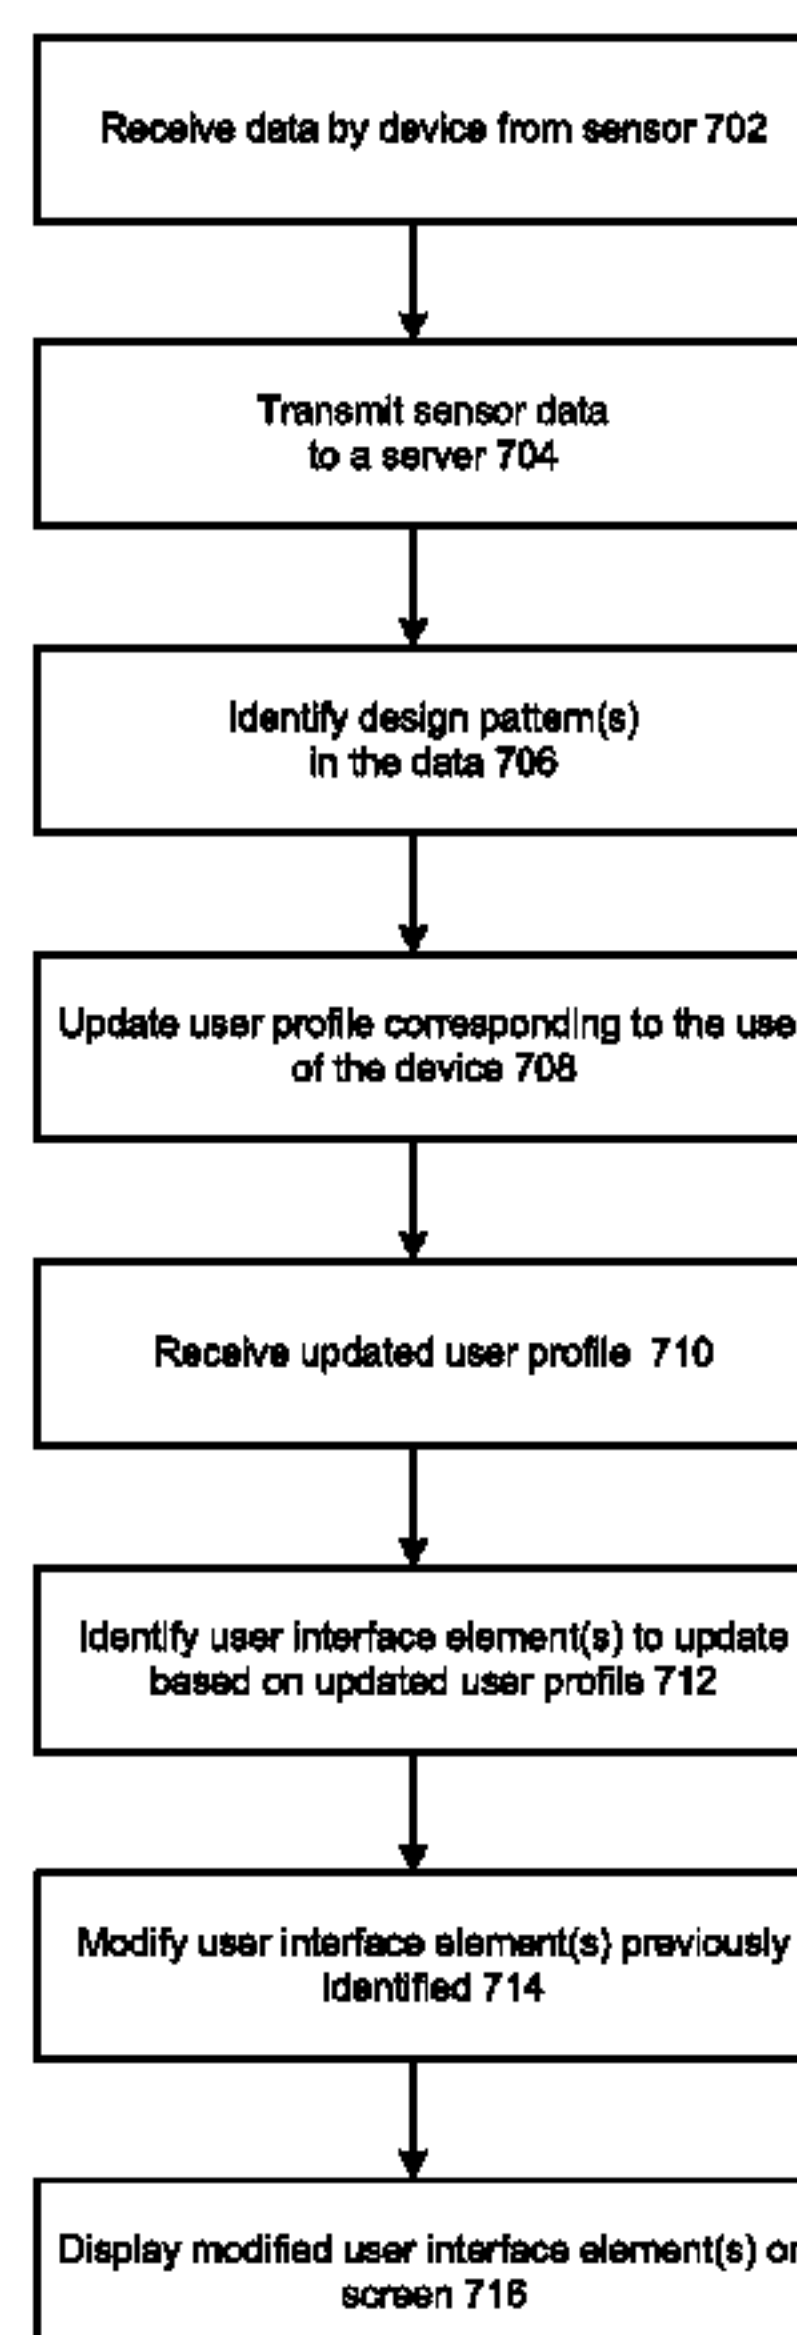 Receive data by device from sensor 702
Transmit sensor data
to a server 704
Identify design pattern(s)
in the data 706
Update user profile corresponding to the use
of the device 708
Receive updated user profile 710
Identify user interface element(s) to update
based on updated user profile 712
Modify user interface element(s) previously
identified 714
Display modified user interface element(s) on
screen 716